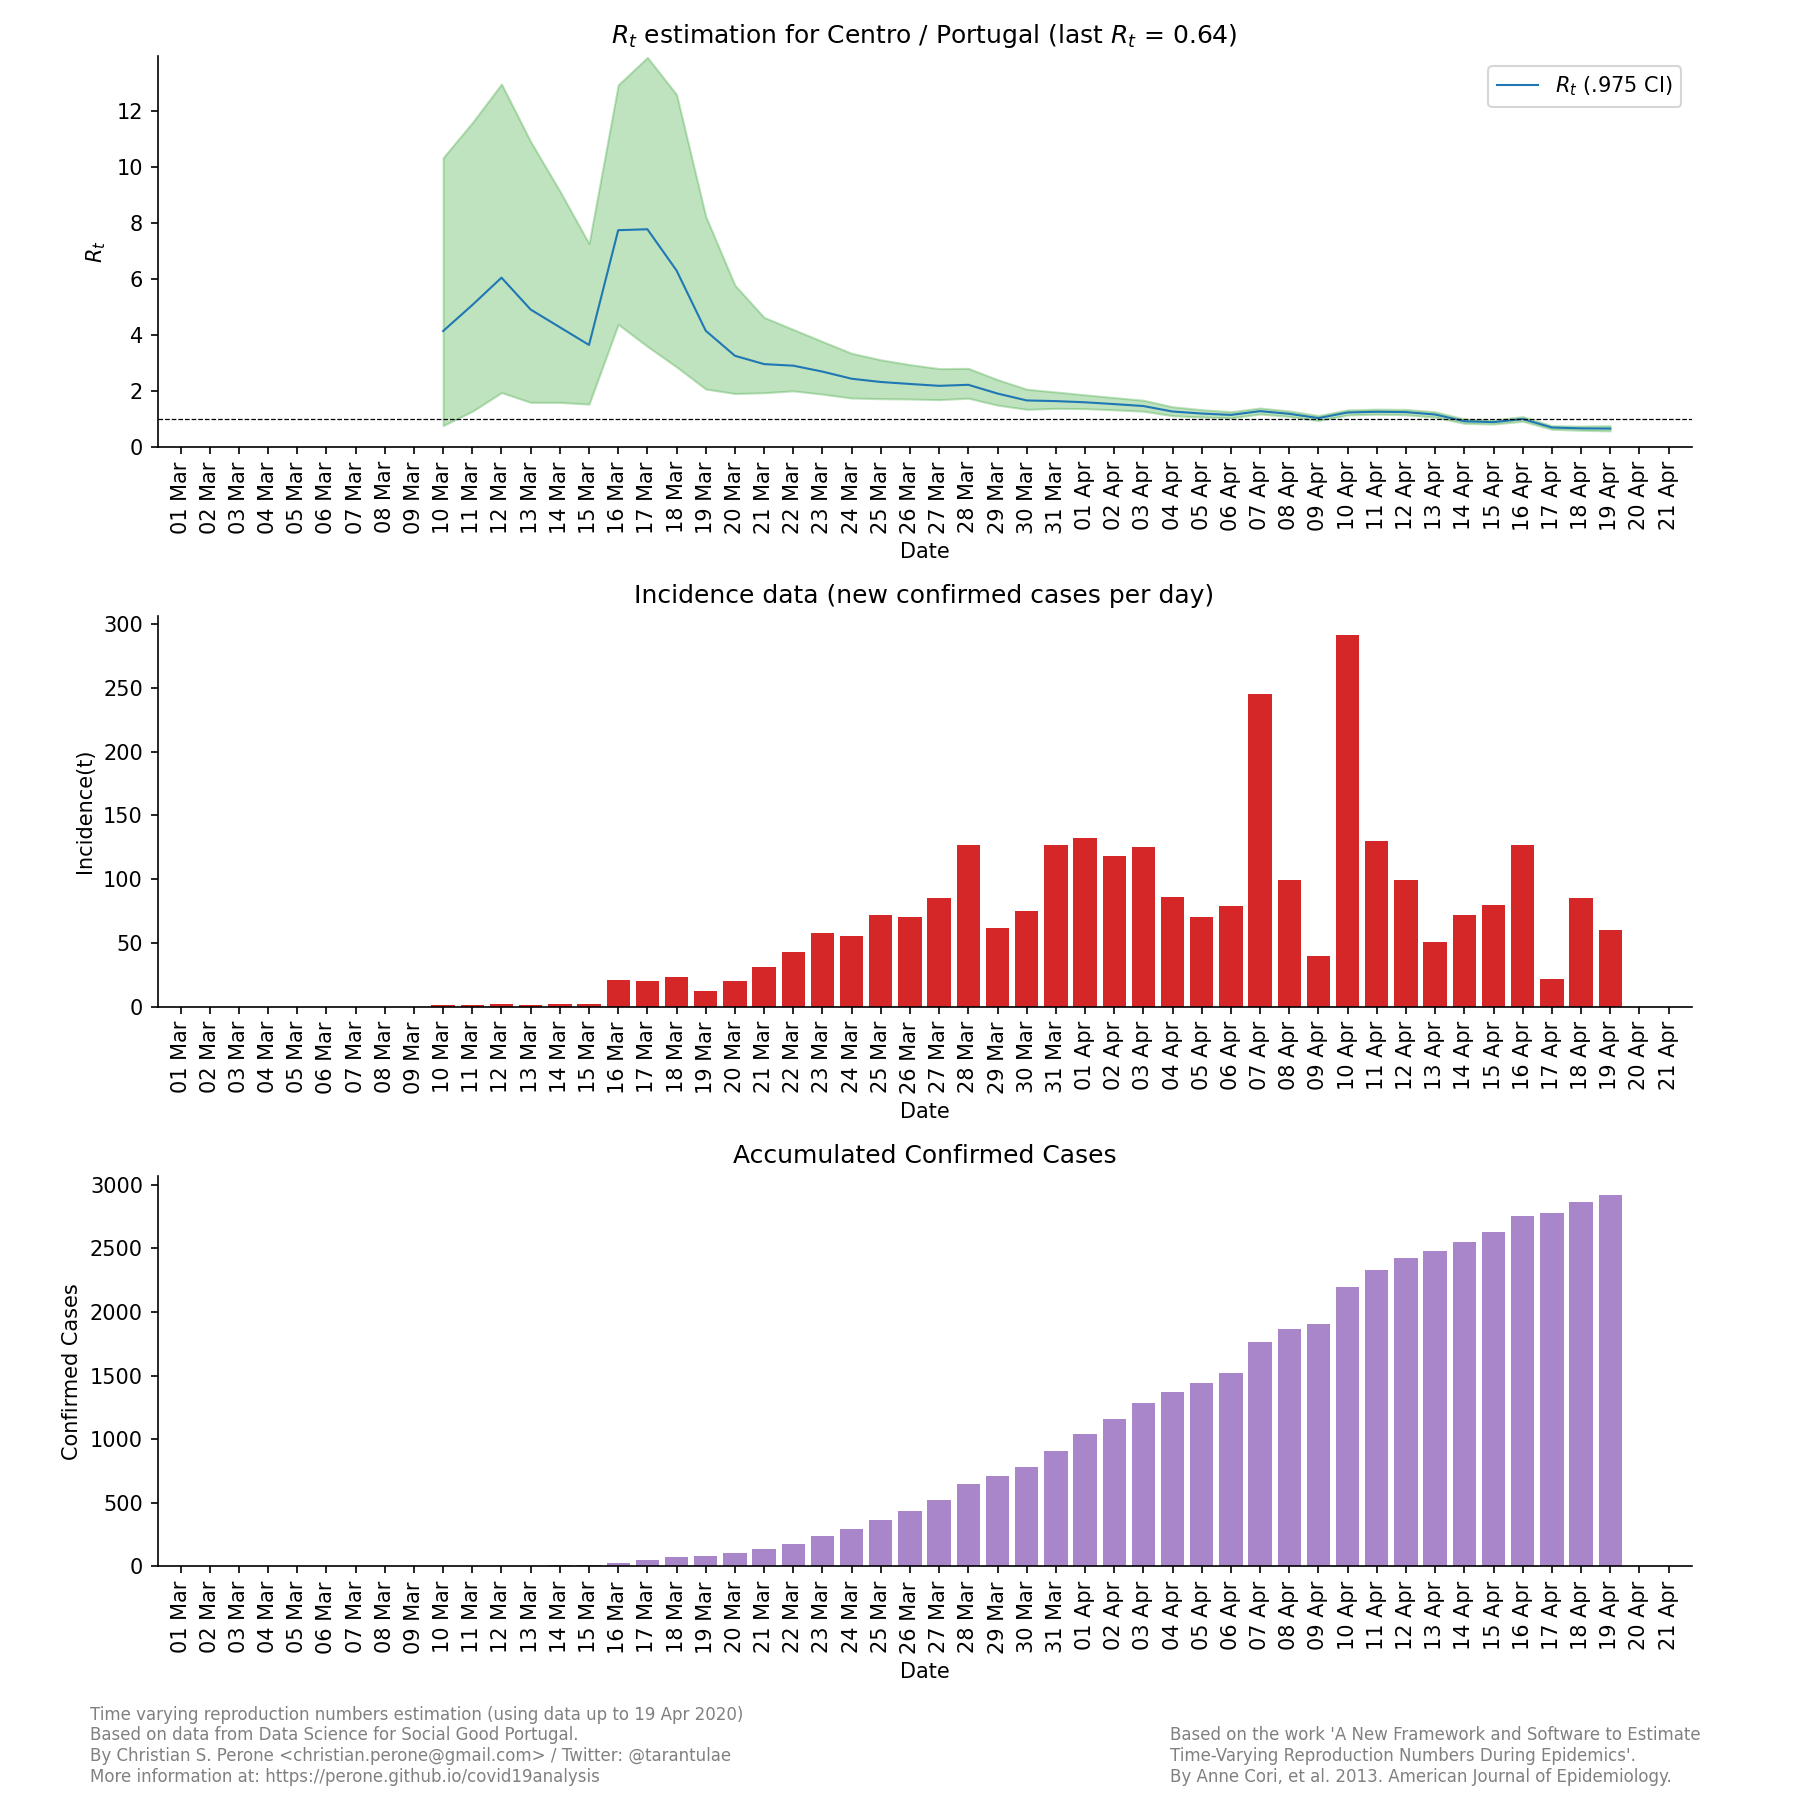 Rt estimation for Centro / Portugal (last Rt = 0.64)
Rt (.975 CI)
12
10
8
6
4
2
0
Rt
01 Mar 02 Mar 03 Mar 04 Mar 05 Mar 06 Mar 07 Mar 08 Mar 09 Mar 10 Mar 11 Mar 12 Mar 13 Mar 14 Mar 15 Mar 16 Mar 17 Mar 18 Mar 19 Mar 20 Mar 21 Mar 22 Mar 23 Mar 24 Mar 25 Mar 26 Mar 27 Mar 28 Mar 29 Mar 30 Mar 31 Mar 01 Apr 02 Apr 03 Apr 04 Apr 05 Apr 06 Apr 07 Apr 08 Apr 09 Apr 10 Apr 11 Apr 12 Apr 13 Apr 14 Apr 15 Apr 16 Apr 17 Apr 18 Apr 19 Apr 20 Apr 21 Apr
Date
Incidence data (new confirmed cases per day)
300
250
200
150
100
50
0
Incidence(t)
01 Mar 02 Mar 03 Mar 04 Mar 05 Mar 06 Mar 07 Mar 08 Mar 09 Mar 10 Mar 11 Mar 12 Mar 13 Mar 14 Mar 15 Mar 16 Mar 17 Mar 18 Mar 19 Mar 20 Mar 21 Mar 22 Mar 23 Mar 24 Mar 25 Mar 26 Mar 27 Mar 28 Mar 29 Mar 30 Mar 31 Mar 01 Apr 02 Apr 03 Apr 04 Apr 05 Apr 06 Apr 07 Apr 08 Apr 09 Apr 10 Apr 11 Apr 12 Apr 13 Apr 14 Apr 15 Apr 16 Apr 17 Apr 18 Apr 19 Apr 20 Apr 21 Apr
Date
Accumulated Confirmed Cases
3000
2500
2000
1500
1000
500
0
Confirmed Cases
01 Mar 02 Mar 03 Mar 04 Mar 05 Mar 06 Mar 07 Mar 08 Mar 09 Mar 10 Mar 11 Mar 12 Mar 13 Mar 14 Mar 15 Mar 16 Mar 17 Mar 18 Mar 19 Mar 20 Mar 21 Mar 22 Mar 23 Mar 24 Mar 25 Mar 26 Mar 27 Mar 28 Mar 29 Mar 30 Mar 31 Mar 01 Apr 02 Apr 03 Apr 04 Apr 05 Apr 06 Apr 07 Apr 08 Apr 09 Apr 10 Apr 11 Apr 12 Apr 13 Apr 14 Apr 15 Apr 16 Apr 17 Apr 18 Apr 19 Apr 20 Apr 21 Apr
Date
Time varying reproduction numbers estimation (using data up to 19 Apr 2020)
Based on data from Data Science for Social Good Portugal.
By Christian S. Perone <christian.perone@gmail.com> / Twitter: @tarantulae
More information at: https://perone.github.io/covid19analysis
Based on the work 'A New Framework and Software to Estimate
Time-Varying Reproduction Numbers During Epidemics'.
By Anne Cori, et al. 2013. American Journal of Epidemiology.